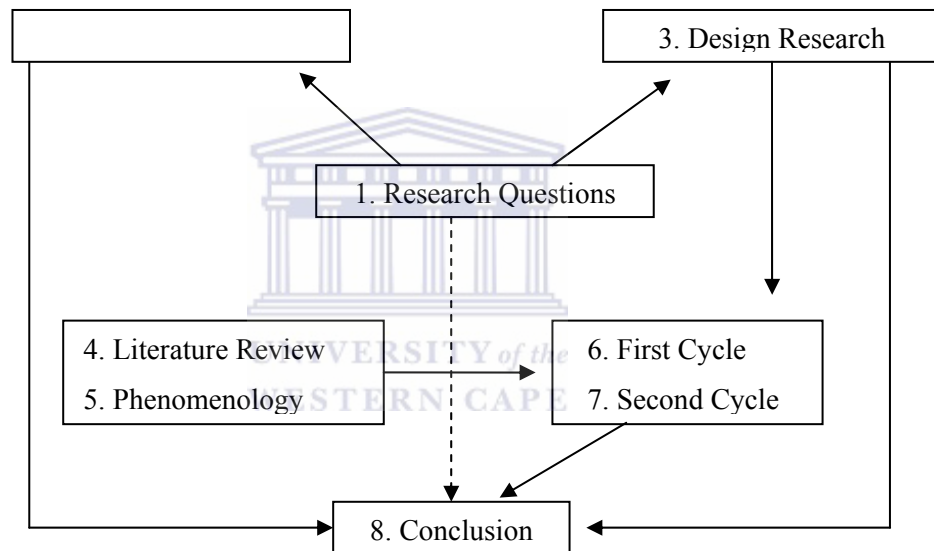 3. Design Research
1. Research Questions
4. Literature Review
5. Phenomenology
6. First Cycle
7. Second Cycle
UNIVERSITY of the
WESTERN CAPE
8. Conclusion